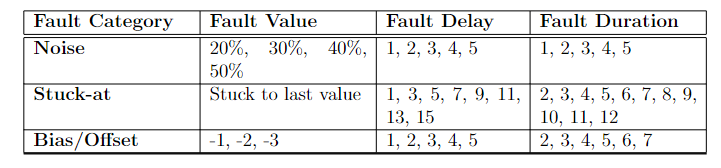 Fault Category Fault Value Fault Delay Fault Duration
Noise 20%, 30%, 40%, 1, 2, 3, 4, 5 1, 2, 3, 4, 5
50%
Stuck-at Stuck to last value 1, 3, 5, 7, 9, 11, 2, 3, 4, 5, 6, 7, 8, 9,
13, 15 10, 11, 12
Bias/Offset -1, -2, -3 1, 2, 3, 4, 5 2, 3, 4, 5, 6, 7